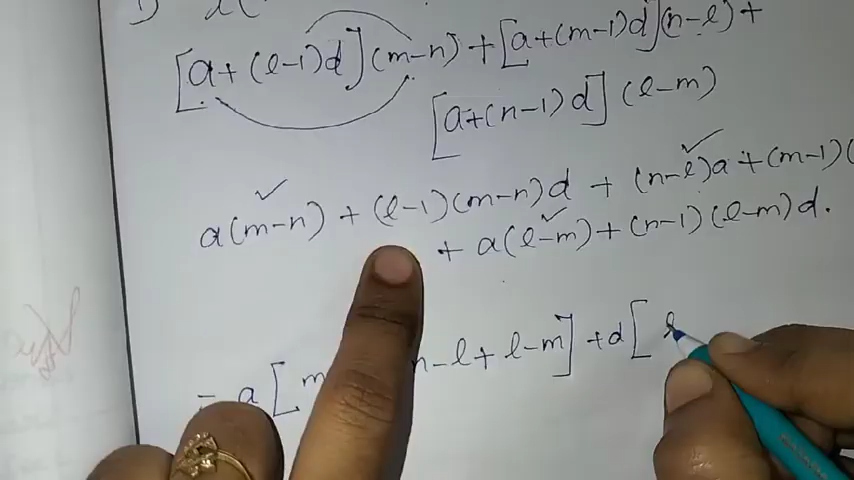 [a+(l-1)d](m-n)+[a+(m-1)d](n-l)+
[a+(n-1)d](l-m)
a(m-n)+(l-1)(m-n)d + (n-l)a+(m-1)(
+ a(l-m)+(n-1)(l-m)d.
= a[m n-l+l-m]+d[l